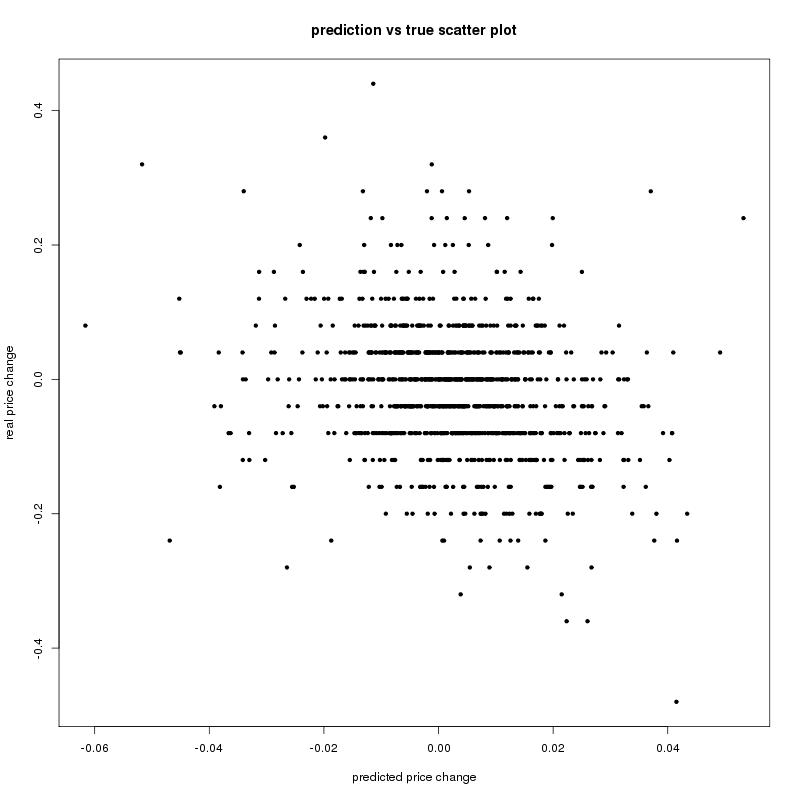 prediction vs true scatter plot
real price change
0.4
0.2
0.0
-0.2
-0.4
-0.06 -0.04 -0.02 0.00 0.02 0.04
predicted price change